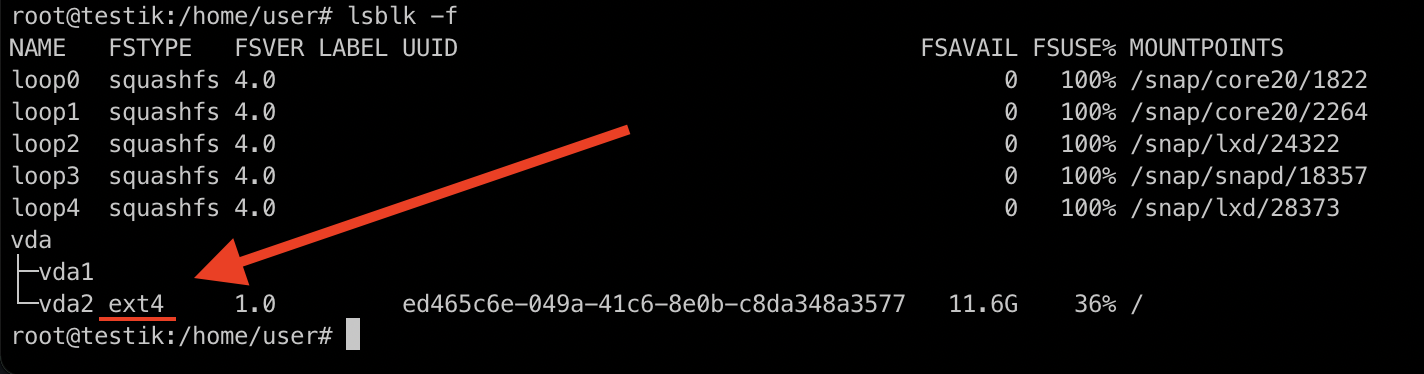 root@testik:/home/user# lsblk -f
NAME   FSTYPE   FSVER LABEL UUID                                 FSAVAIL FSUSE% MOUNTPOINTS
loop0  squashfs 4.0                                                    0   100% /snap/core20/1822
loop1  squashfs 4.0                                                    0   100% /snap/core20/2264
loop2  squashfs 4.0                                                    0   100% /snap/lxd/24322
loop3  squashfs 4.0                                                    0   100% /snap/snapd/18357
loop4  squashfs 4.0                                                    0   100% /snap/lxd/28373
vda
├─vda1
└─vda2 ext4     1.0         ed465c6e-049a-41c6-8e0b-c8da348a3577   11.6G    36% /
root@testik:/home/user#